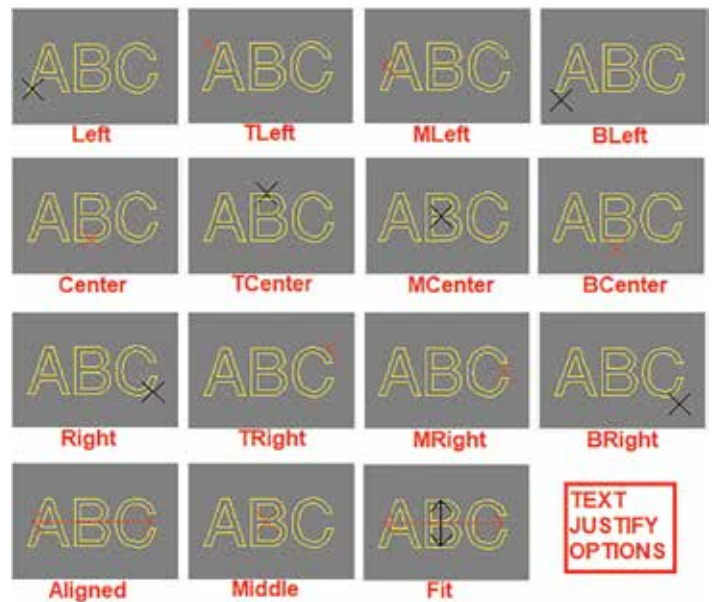 ABC ABC ABC ABC
Left TLeft MLeft BLeft
ABC ABC ABC ABC
Center TCenter MCenter BCenter
ABC ABC ABC ABC
Right TRight MRight BRight
ABC ABC ABC
Aligned Middle Fit
TEXT
JUSTIFY
OPTIONS